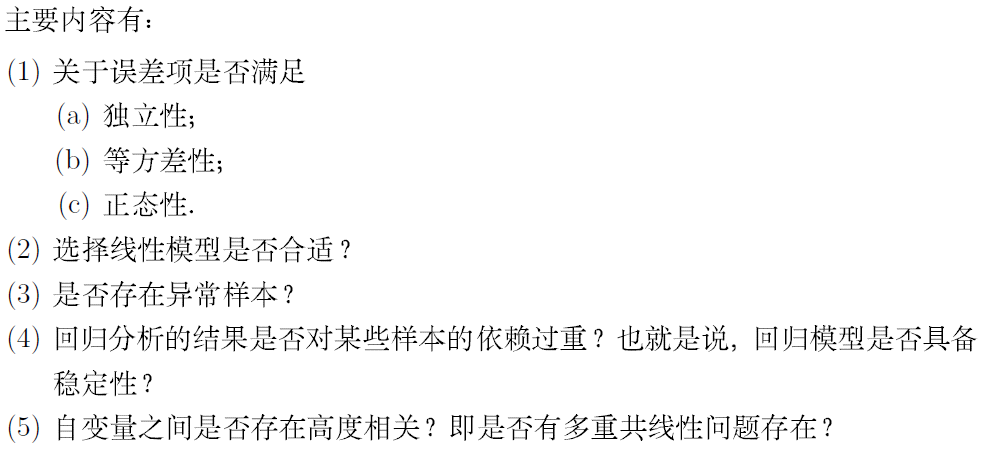 主要内容有：
(1) 关于误差项是否满足
(a) 独立性；
(b) 等方差性；
(c) 正态性.
(2) 选择线性模型是否合适？
(3) 是否存在异常样本？
(4) 回归分析的结果是否对某些样本的依赖过重？也就是说, 回归模型是否具备
稳定性？
(5) 自变量之间是否存在高度相关？即是否有多重共线性问题存在？